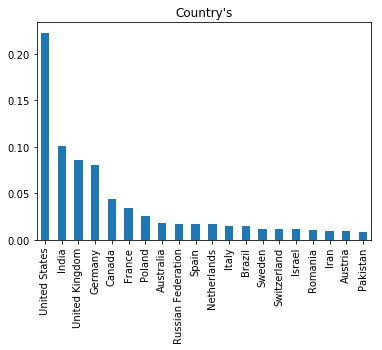 Country's
0.20
0.15
0.10
0.05
0.00
United States
India
United Kingdom
Germany
Canada
France
Poland
Australia
Russian Federation
Spain
Netherlands
Italy
Brazil
Sweden
Switzerland
Israel
Romania
Iran
Austria
Pakistan